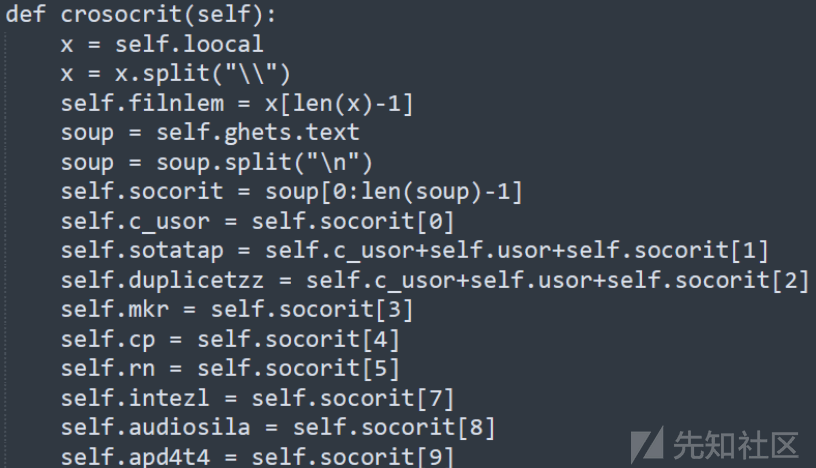 def crosocrit(self):
    x = self.loocal
    x = x.split("\\")
    self.filnlem = x[len(x)-1]
    soup = self.ghets.text
    soup = soup.split("\n")
    self.socorit = soup[0:len(soup)-1]
    self.c_usor = self.socorit[0]
    self.sotatap = self.c_usor+self.usor+self.socorit[1]
    self.duplicetzz = self.c_usor+self.usor+self.socorit[2]
    self.mkr = self.socorit[3]
    self.cp = self.socorit[4]
    self.rn = self.socorit[5]
    self.intezl = self.socorit[7]
    self.audiosila = self.socorit[8]
    self.apd4t4 = self.socorit[9]
先知社区